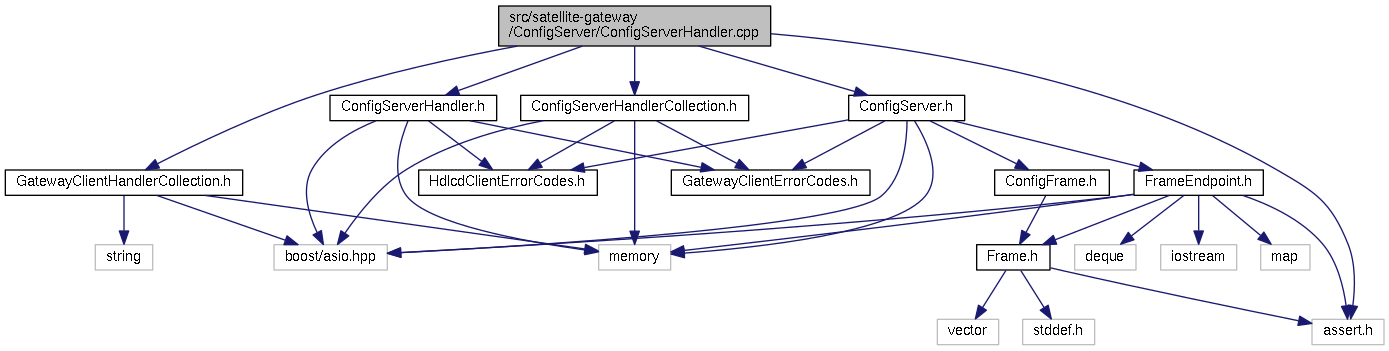 src/satellite-gateway
/ConfigServer/ConfigServerHandler.cpp
ConfigServerHandler.h
ConfigServerHandlerCollection.h
ConfigServer.h
GatewayClientHandlerCollection.h
HdlcdClientErrorCodes.h
GatewayClientErrorCodes.h
ConfigFrame.h
FrameEndpoint.h
string
boost/asio.hpp
memory
Frame.h
deque
iostream
map
vector
stddef.h
assert.h